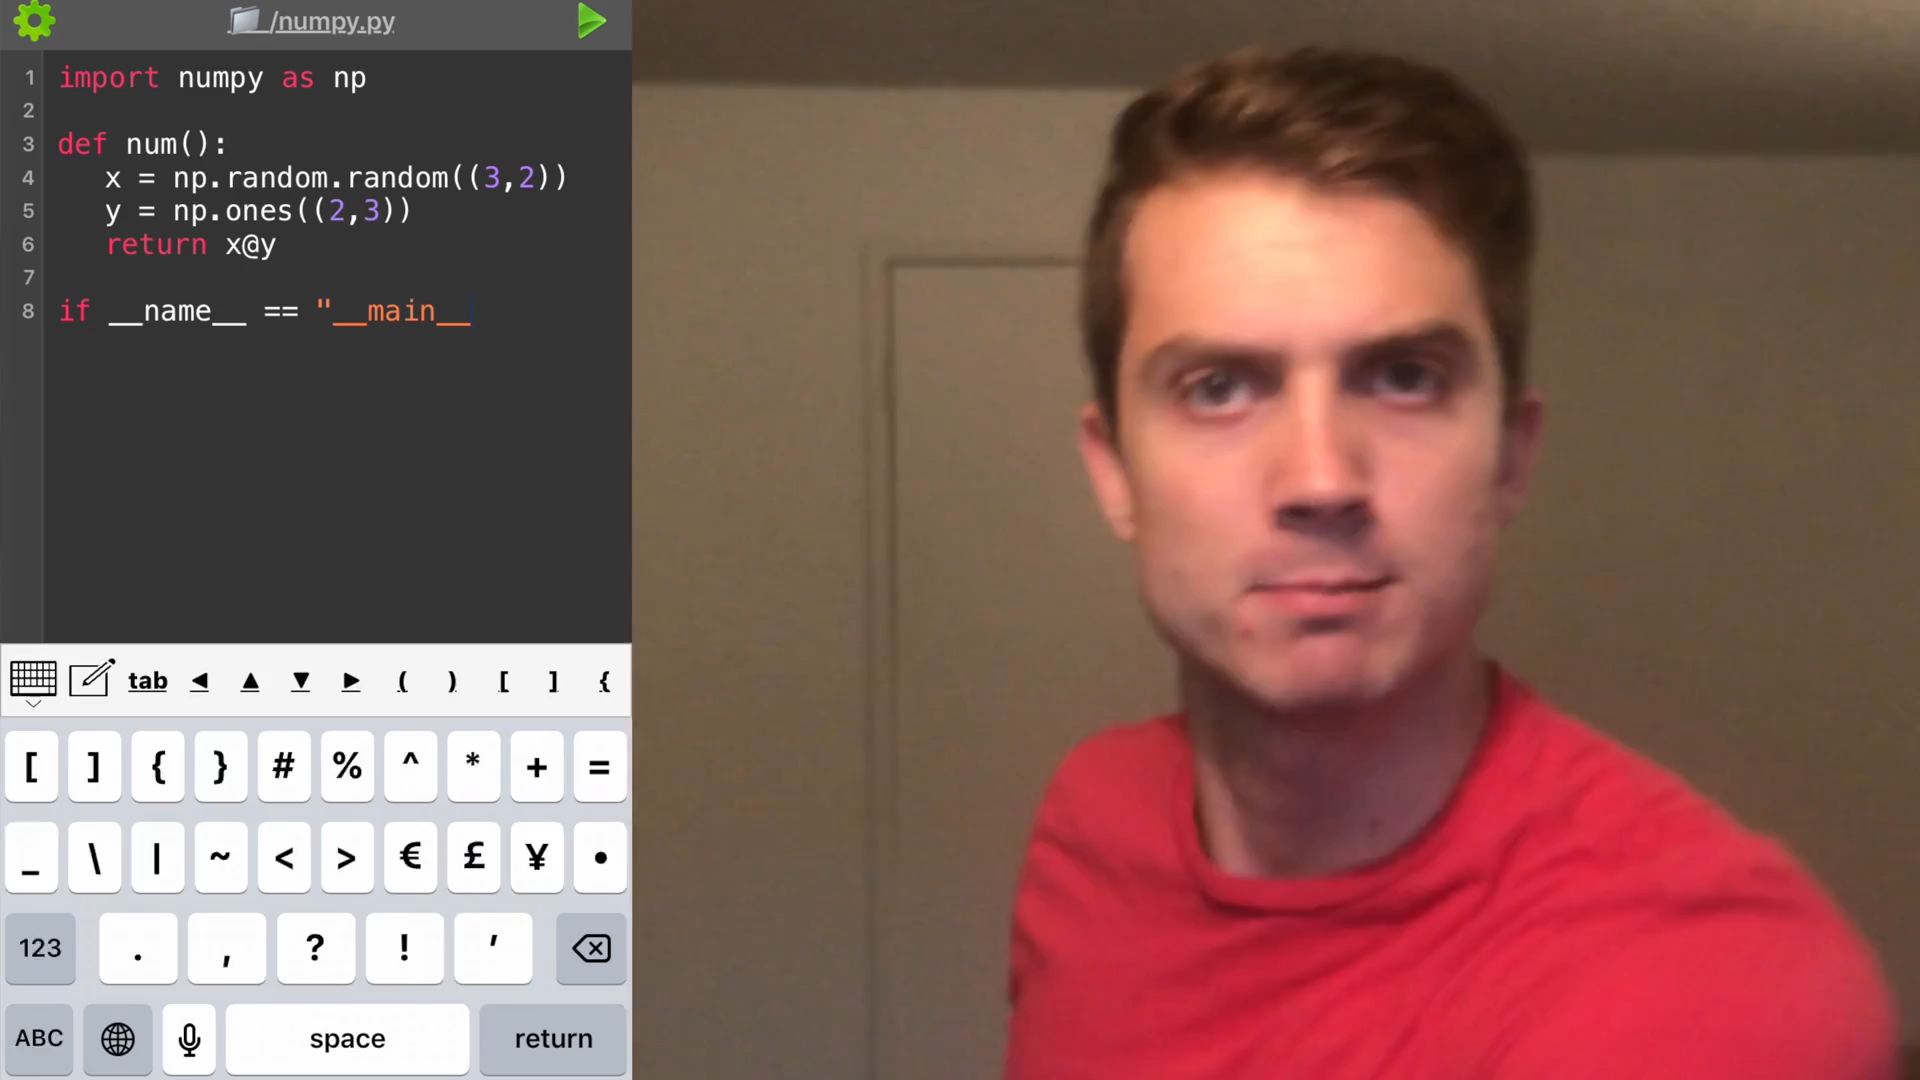 /numpy.py
1 import numpy as np
2
3 def num():
4 x = np.random.random((3,2))
5 y = np.ones((2,3))
6 return x@y
7
8 if __name__ == "__main__
tab ◀ ▲ ▼ ▶ ( ) [ ] {
[ ] { } # % ^ * + =
_ \ | ~ < > € £ ¥ •
123 . , ? ! '
ABC space return